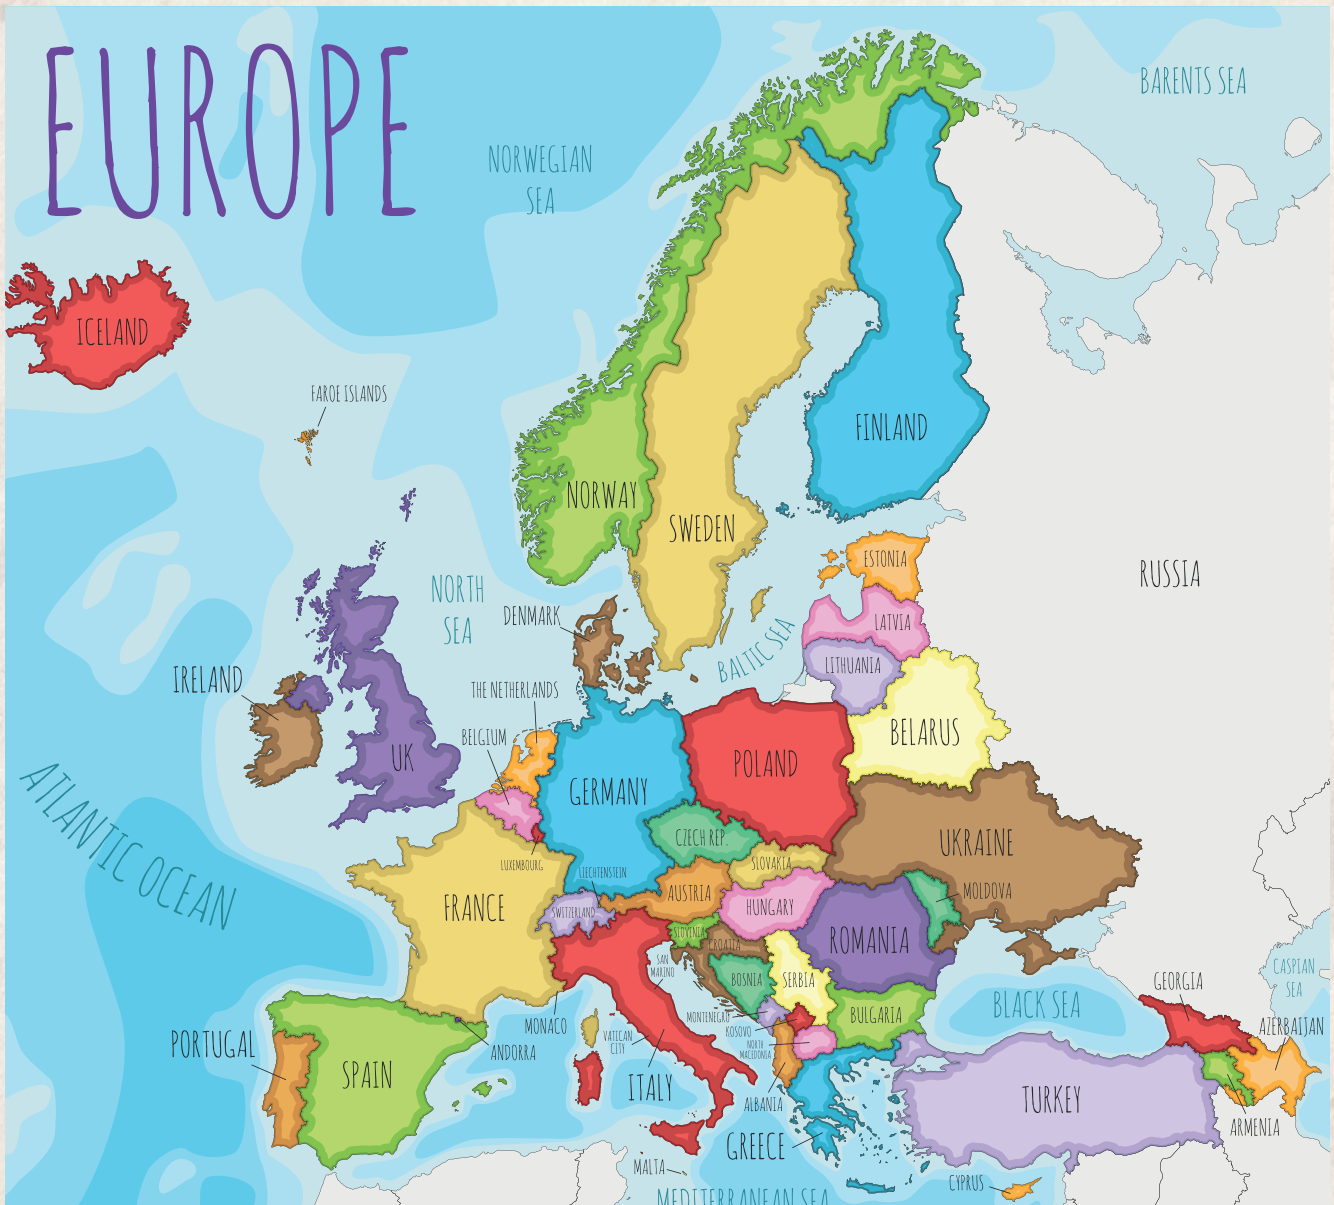 EUROPE
BARENTS SEA
NORWEGIAN
SEA
ICELAND
FAROE ISLANDS
FINLAND
NORWAY
SWEDEN
ESTONIA
RUSSIA
NORTH
SEA
DENMARK
LATVIA
BALTIC SEA
LITHUANIA
IRELAND
THE NETHERLANDS
BELGIUM
BELARUS
UK
POLAND
GERMANY
ATLANTIC OCEAN
CZECH REP.
UKRAINE
LUXEMBOURG
SLOVAKIA
LIECHTENSTEIN
AUSTRIA
MOLDOVA
FRANCE
SWITZERLAND
HUNGARY
SLOVENIA
CROATIA
ROMANIA
SAN
MARINO
BOSNIA
SERBIA
CASPIAN
SEA
GEORGIA
BLACK SEA
MONTENEGRO
BULGARIA
MONACO
KOSOVO
AZERBAIJAN
VATICAN
CITY
NORTH
MACEDONIA
PORTUGAL
ANDORRA
SPAIN
ITALY
ALBANIA
TURKEY
ARMENIA
GREECE
MALTA
CYPRUS
MEDITERRANEAN SEA